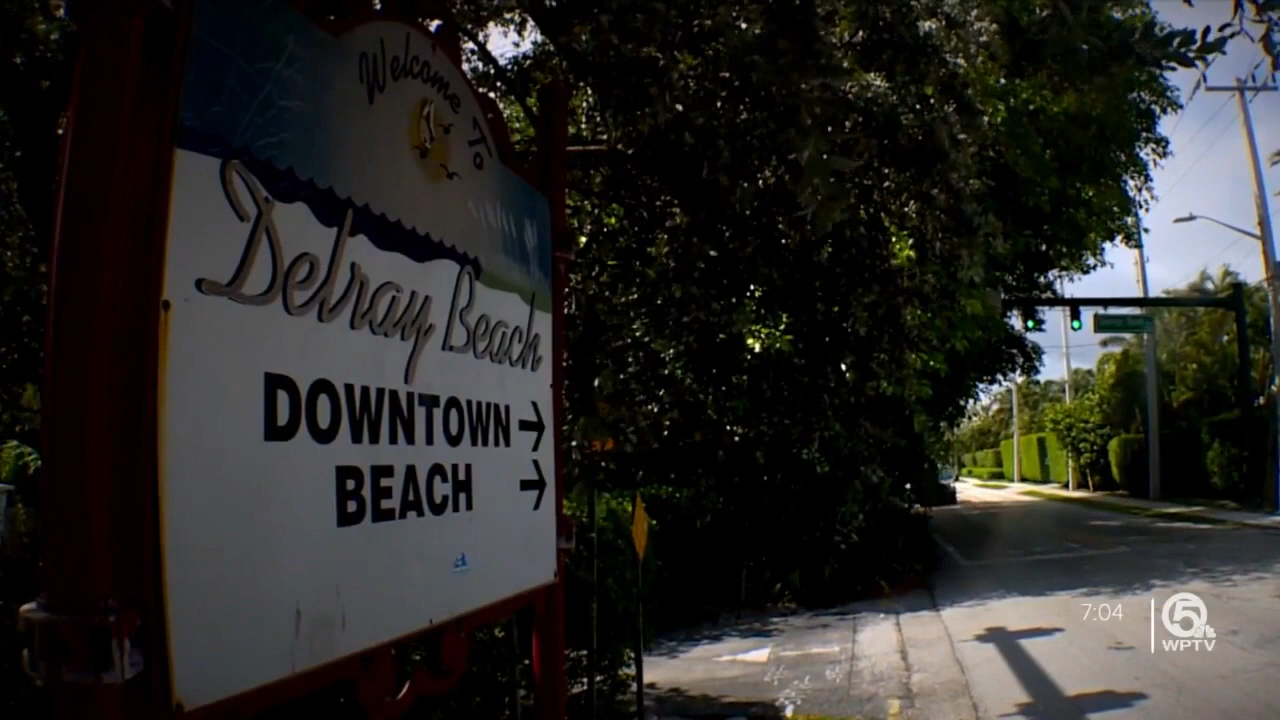 Welcome To
Delray Beach
DOWNTOWN →
BEACH →
7:04
5
WPTV